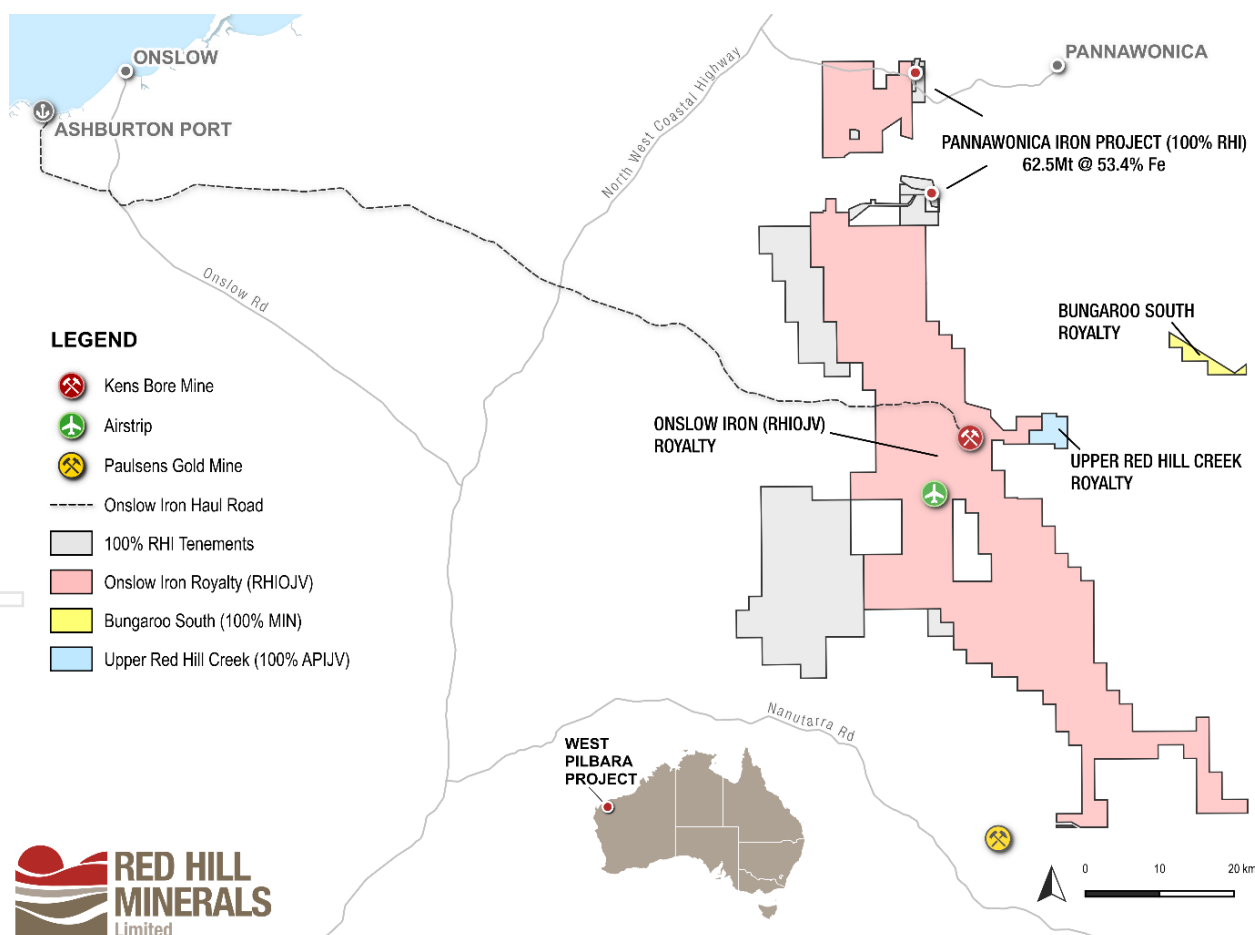 ONSLOW
PANNAWONICA
ASHBURTON PORT
North West Coastal Highway
PANNAWONICA IRON PROJECT (100% RHI)
62.5Mt @ 53.4% Fe
Onslow Rd
BUNGAROO SOUTH
ROYALTY
LEGEND
Kens Bore Mine
Airstrip
Paulsens Gold Mine
Onslow Iron Haul Road
100% RHI Tenements
Onslow Iron Royalty (RHIOJV)
Bungaroo South (100% MIN)
Upper Red Hill Creek (100% APIJV)
ONSLOW IRON (RHIOJV)
ROYALTY
UPPER RED HILL CREEK
ROYALTY
Nanutarra Rd
WEST
PILBARA
PROJECT
RED HILL
MINERALS
Limited
0 10 20 km